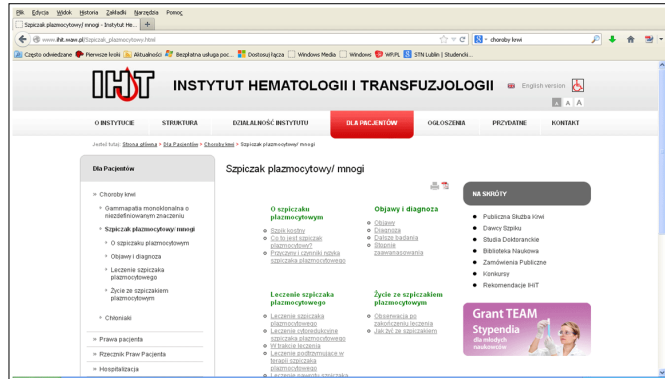 Plik Edycja Widok Historia Zakładki Narzędzia Pomoc
Szpiczak plazmocytowy/ mnogi - Instytut He...
www.ihit.waw.pl/Szpiczak_plazmocytowy.html
choroby krwi
Często odwiedzane Pierwsze kroki Aktualności Bezpłatna usługa poc... Dostosuj łącza Windows Media Windows WP.PL STN Lublin | Studencki...
IHiT
INSTYTUT HEMATOLOGII I TRANSFUZJOLOGII
English version
A A A
O INSTYTUCIE STRUKTURA DZIAŁALNOŚĆ INSTYTUTU DLA PACJENTÓW OGŁOSZENIA PRZYDATNE KONTAKT
Jesteś tutaj: Strona główna > Dla Pacjentów > Choroby krwi > Szpiczak plazmocytowy/ mnogi
Dla Pacjentów
Choroby krwi
Gammapatia monoklonalna o
niezdefiniowanym znaczeniu
Szpiczak plazmocytowy/ mnogi
O szpiczaku plazmocytowym
Objawy i diagnoza
Leczenie szpiczaka
plazmocytowego
Życie ze szpiczakiem
plazmocytowym
Chłoniaki
Prawa pacjenta
Rzecznik Praw Pacjenta
Hospitalizacja
Szpiczak plazmocytowy/ mnogi
O szpiczaku
plazmocytowym
Szpik kostny
Co to jest szpiczak
plazmocytowy?
Przyczyny i czynniki ryzyka
szpiczaka plazmocytowego
Objawy i diagnoza
Objawy
Diagnoza
Dalsze badania
Stopnie
zaawansowania
Leczenie szpiczaka
plazmocytowego
Leczenie szpiczaka
plazmocytowego
Leczenie cytoredukcyjne
szpiczaka plazmocytowego
W trakcie leczenia
Leczenie podtrzymujące w
terapii szpiczaka
plazmocytowego
Leczenie nawrotu szpiczaka
Życie ze szpiczakiem
plazmocytowym
Obserwacja po
zakończeniu leczenia
Jak żyć ze szpiczakiem
NA SKRÓTY
Publiczna Służba Krwi
Dawcy Szpiku
Studia Doktoranckie
Biblioteka Naukowa
Zamówienia Publiczne
Konkursy
Rekomendacje IHiT
Grant TEAM
Stypendia
dla młodych
naukowców